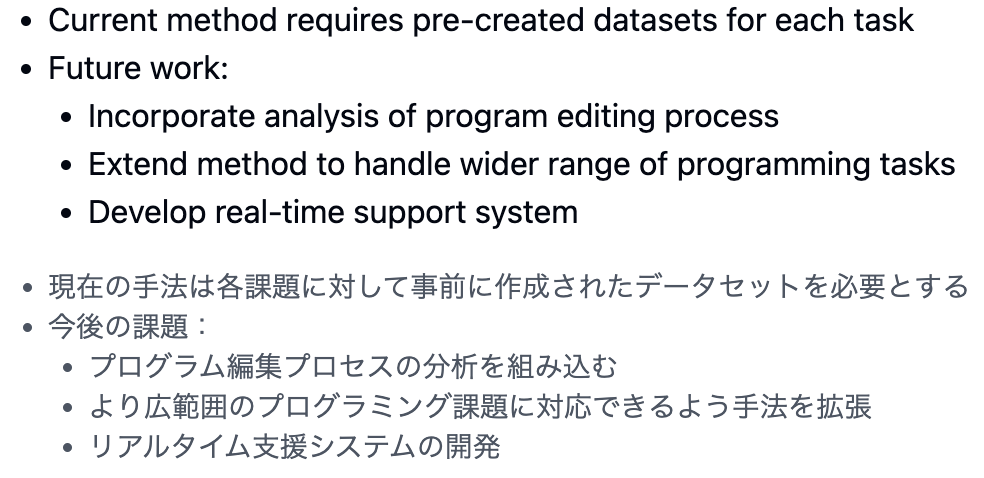 • Current method requires pre-created datasets for each task
• Future work:
• Incorporate analysis of program editing process
• Extend method to handle wider range of programming tasks
• Develop real-time support system
• 現在の手法は各課題に対して事前に作成されたデータセットを必要とする
• 今後の課題：
• プログラム編集プロセスの分析を組み込む
• より広範囲のプログラミング課題に対応できるよう手法を拡張
• リアルタイム支援システムの開発